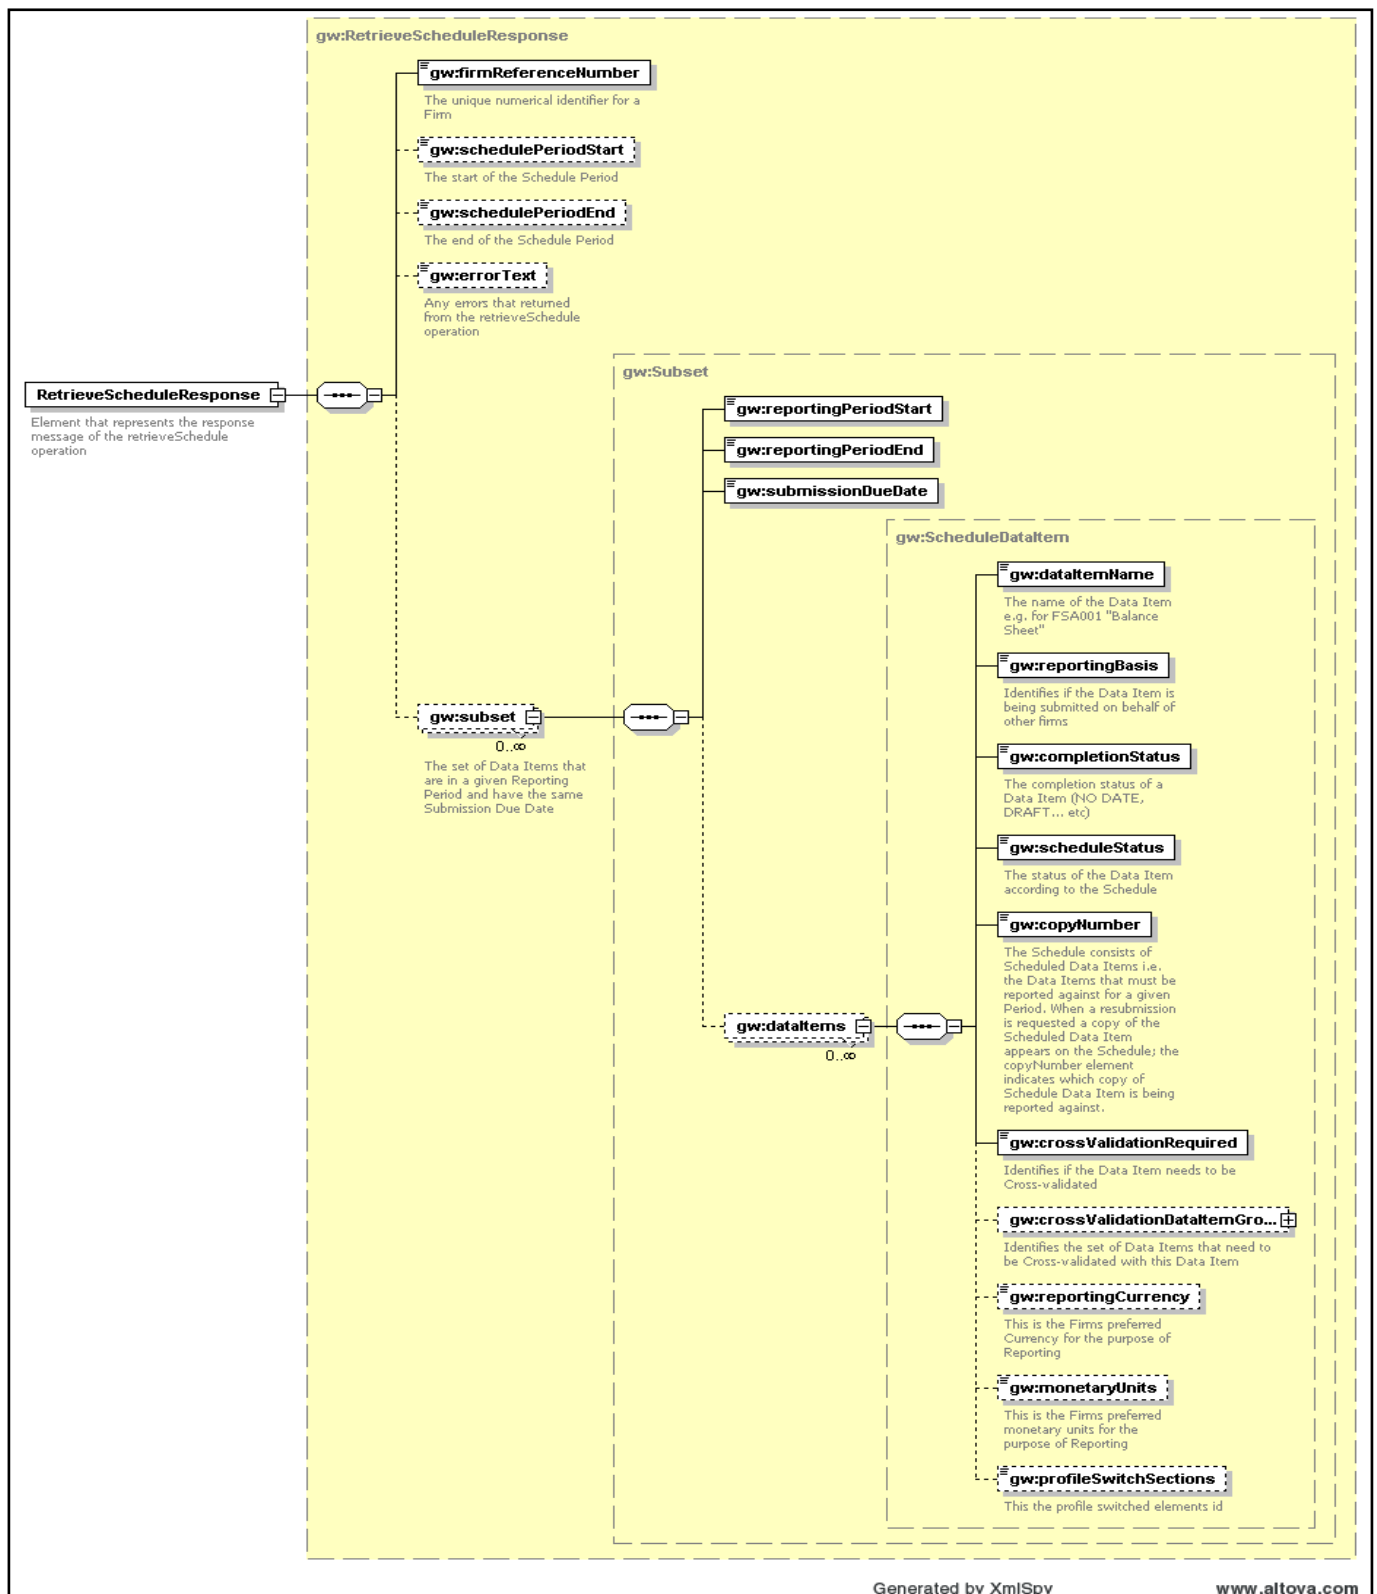 gw:RetrieveScheduleResponse
gw:firmReferenceNumber
The unique numerical identifier for a
Firm
gw:schedulePeriodStart
The start of the Schedule Period
gw:schedulePeriodEnd
The end of the Schedule Period
gw:errorText
Any errors that returned
from the retrieveSchedule
operation
RetrieveScheduleResponse
Element that represents the response
message of the retrieveSchedule
operation
gw:Subset
gw:reportingPeriodStart
gw:reportingPeriodEnd
gw:submissionDueDate
gw:subset
0..∞
The set of Data Items that
are in a given Reporting
Period and have the same
Submission Due Date
gw:ScheduleDataItem
gw:dataItemName
The name of the Data Item
e.g. for FSA001 "Balance
Sheet"
gw:reportingBasis
Identifies if the Data Item is
being submitted on behalf of
other firms
gw:completionStatus
The completion status of a
Data Item (NO DATE,
DRAFT... etc)
gw:scheduleStatus
The status of the Data Item
according to the Schedule
gw:copyNumber
The Schedule consists of
Scheduled Data Items i.e.
the Data Items that must be
reported against for a given
Period. When a resubmission
is requested a copy of the
Scheduled Data Item
appears on the Schedule; the
copyNumber element
indicates which copy of
Schedule Data Item is being
reported against.
gw:dataItems
0..∞
gw:crossValidationRequired
Identifies if the Data Item needs to be
Cross-validated
gw:crossValidationDataItemGro...
Identifies the set of Data Items that need to
be Cross-validated with this Data Item
gw:reportingCurrency
This is the Firms preferred
Currency for the purpose of
Reporting
gw:monetaryUnits
This is the Firms preferred
monetary units for the
purpose of Reporting
gw:profileSwitchSections
This the profile switched elements id
Generated by XmlSpy www.altova.com